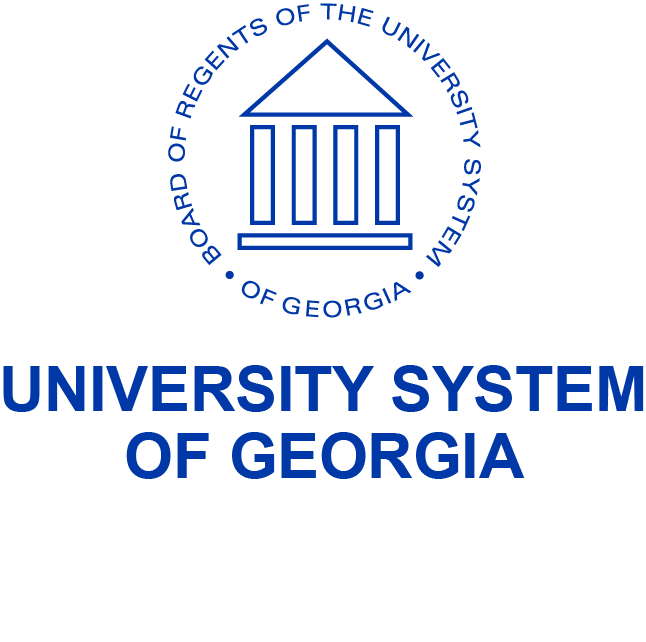 BOARD OF REGENTS OF THE UNIVERSITY SYSTEM
• OF GEORGIA •
UNIVERSITY SYSTEM
OF GEORGIA